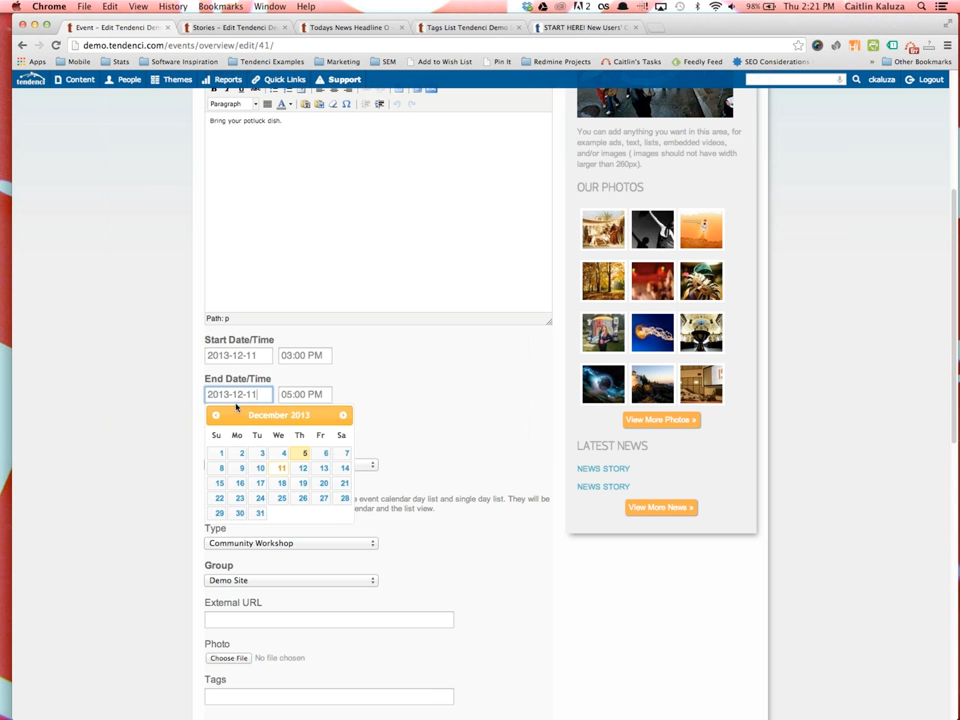 Chrome File Edit View History Bookmarks Window Help 2 98% Thu 2:21 PM Caitlin Kaluza
Event – Edit Tendenci Dem Stories – Edit Tendenci Dem Todays News Headline Tags List Tendenci Demo START HERE! New Users'
demo.tendenci.com/events/overview/edit/41/
Apps Mobile Stats Software Inspiration Tendenci Examples Marketing SEM Add to Wish List Pin It Redmine Projects Caitlin's Tasks Feedly Feed SEO Considerations » Other Bookmarks
tendenci Content People Themes Reports Quick Links Support ckaluza Logout
Paragraph
Bring your potluck dish.
Path: p
Start Date/Time
2013-12-11 03:00 PM
End Date/Time
2013-12-11 05:00 PM
December 2013
Su Mo Tu We Th Fr Sa
1 2 3 4 5 6 7
8 9 10 11 12 13 14
15 16 17 18 19 20 21
22 23 24 25 26 27 28
29 30 31
e event calendar day list and single day list. They will be
endar and the list view.
Type
Community Workshop
Group
Demo Site
External URL
Photo
Choose File No file chosen
Tags
You can add anything you want in this area, for
example ads, text, lists, embedded videos,
and/or images ( images should not have width
larger than 260px).
OUR PHOTOS
View More Photos »
LATEST NEWS
NEWS STORY
NEWS STORY
View More News »